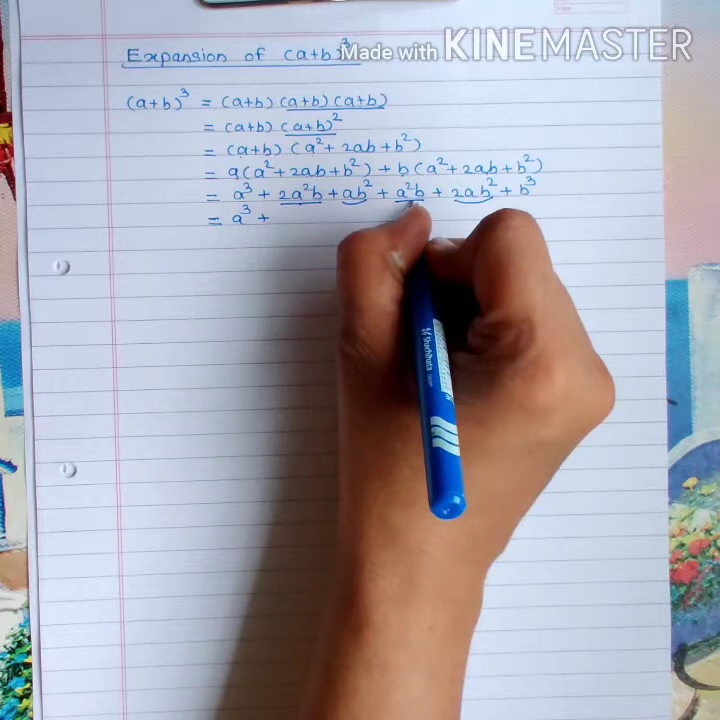 Made with KINEMASTER
Expansion of (a+b)³
(a+b)³ = (a+b) (a+b) (a+b)
= (a+b) (a+b)²
= (a+b) (a² + 2ab + b²)
= a(a² + 2ab + b²) + b(a² + 2ab + b²)
= a³ + 2a²b + ab² + a²b + 2ab² + b³
= a³ +
Shachihata